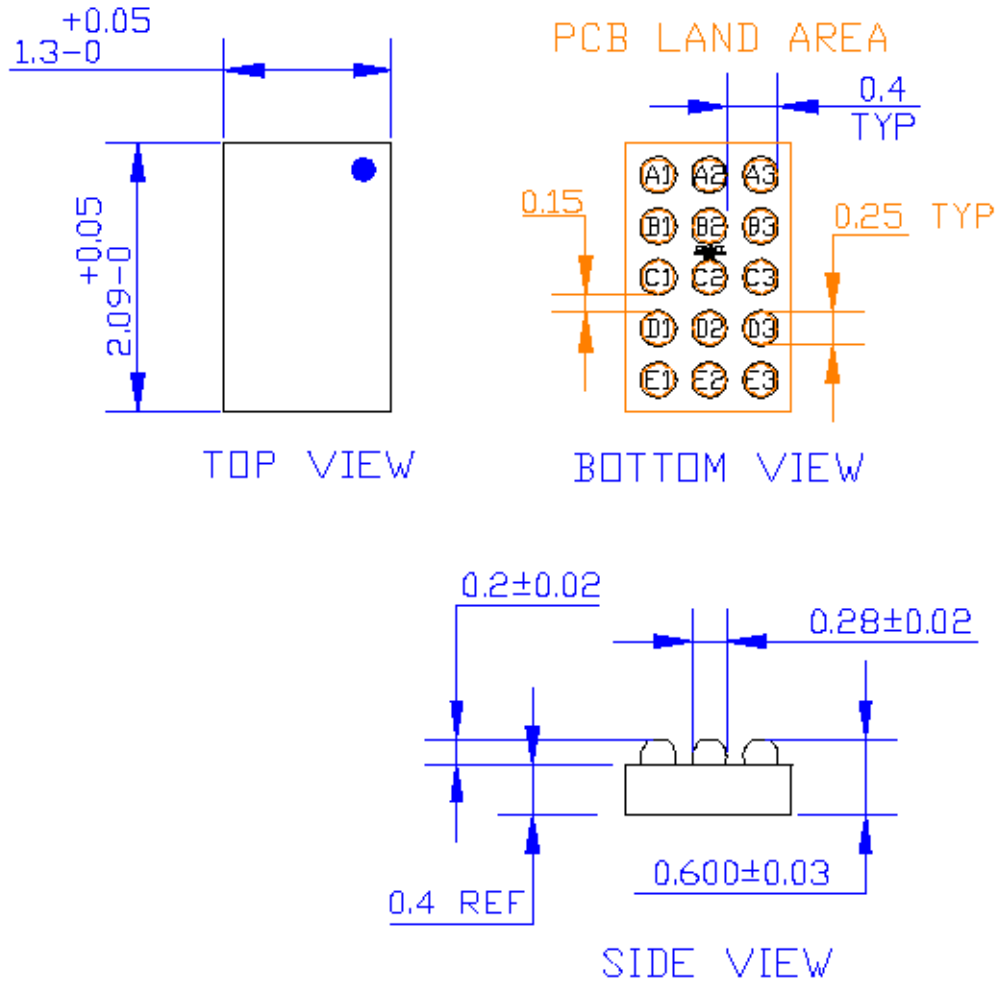 +0.05
1.3-0
PCB LAND AREA
0.4
TYP
+0.05
2.09-0
0.15
0.25 TYP
A1 A2 A3
B1 B2 B3
C1 C2 C3
D1 D2 D3
E1 E2 E3
TOP VIEW
BOTTOM VIEW
0.2±0.02
0.28±0.02
0.600±0.03
0.4 REF
SIDE VIEW